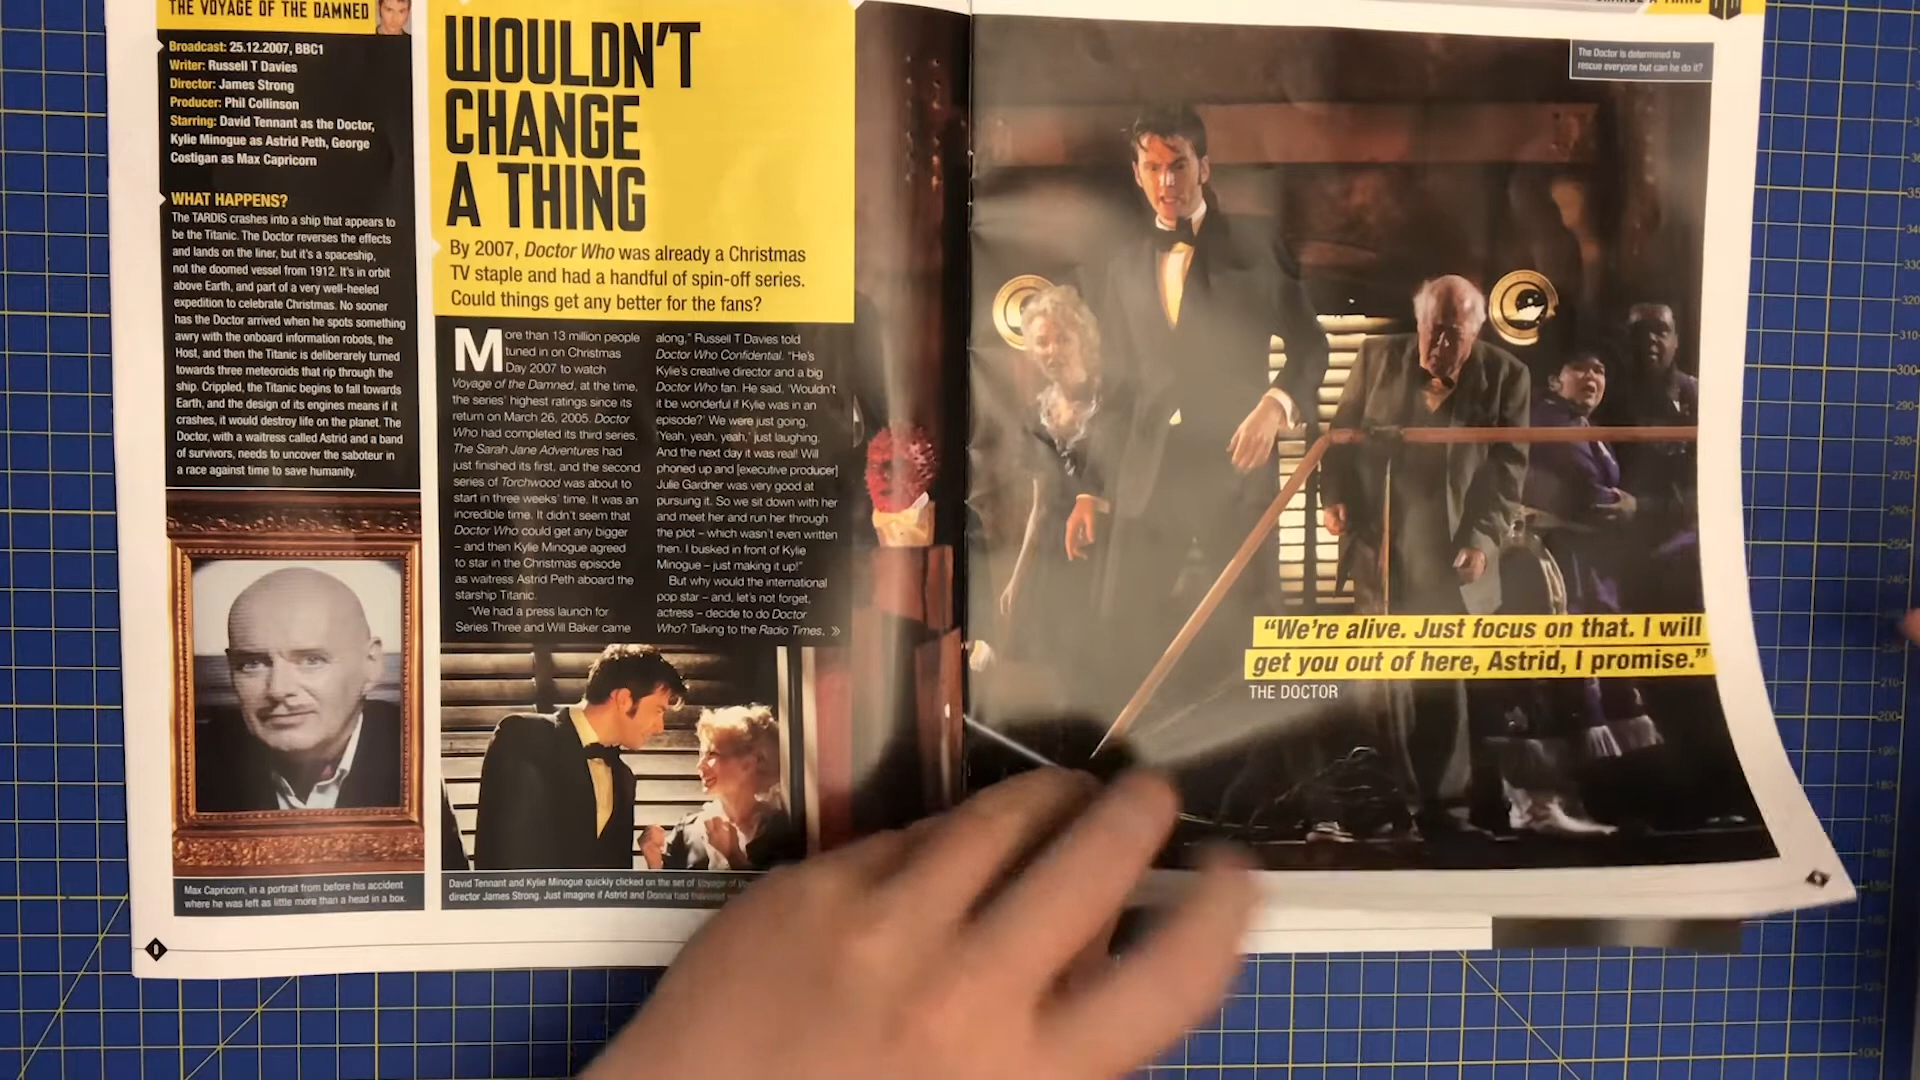 THE VOYAGE OF THE DAMNED
Broadcast: 25.12.2007, BBC1
Writer: Russell T Davies
Director: James Strong
Producer: Phil Collinson
Starring: David Tennant as the Doctor,
Kylie Minogue as Astrid Peth, George
Costigan as Max Capricorn
WHAT HAPPENS?
The TARDIS crashes into a ship that appears to
be the Titanic. The Doctor reverses the effects
and lands on the liner, but it's a spaceship,
not the doomed vessel from 1912. It's in orbit
above Earth, and part of a very well-heeled
expedition to celebrate Christmas. No sooner
has the Doctor arrived when he spots something
awry with the onboard information robots, the
Host, and then the Titanic is deliberarely turned
towards three meteoroids that rip through the
ship. Crippled, the Titanic begins to fall towards
Earth, and the design of its engines means if it
crashes, it would destroy life on the planet. The
Doctor, with a waitress called Astrid and a band
of survivors, needs to uncover the saboteur in
a race against time to save humanity.
Max Capricorn, in a portrait from before his accident
where he was left as little more than a head in a box.
WOULDN'T
CHANGE
A THING
By 2007, Doctor Who was already a Christmas
TV staple and had a handful of spin-off series.
Could things get any better for the fans?
More than 13 million people
tuned in on Christmas
Day 2007 to watch
Voyage of the Damned, at the time,
the series' highest ratings since its
return on March 26, 2005. Doctor
Who had completed its third series,
The Sarah Jane Adventures had
just finished its first, and the second
series of Torchwood was about to
start in three weeks' time. It was an
incredible time. It didn't seem that
Doctor Who could get any bigger
– and then Kylie Minogue agreed
to star in the Christmas episode
as waitress Astrid Peth aboard the
starship Titanic.
"We had a press launch for
Series Three and Will Baker came
along," Russell T Davies told
Doctor Who Confidential. "He's
Kylie's creative director and a big
Doctor Who fan. He said, 'Wouldn't
it be wonderful if Kylie was in an
episode?' We were just going,
'Yeah, yeah, yeah,' just laughing.
And the next day it was real! Will
phoned up and [executive producer]
Julie Gardner was very good at
pursuing it. So we sit down with her
and meet her and run her through
the plot – which wasn't even written
then. I busked in front of Kylie
Minogue – just making it up!"
But why would the international
pop star – and, let's not forget,
actress – decide to do Doctor
Who? Talking to the Radio Times, »
David Tennant and Kylie Minogue quickly clicked on the set of Voyage of
director James Strong. Just imagine if Astrid and Donna had
8
CHANGE A THING
The Doctor is determined to
rescue everyone but can he do it?
"We're alive. Just focus on that. I will
get you out of here, Astrid, I promise."
THE DOCTOR